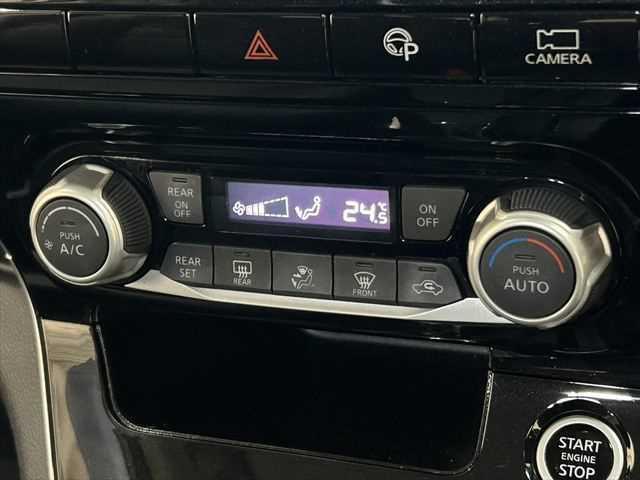 P
CAMERA
REAR
ON
OFF
24.5°C
ON
OFF
PUSH
A/C
REAR
SET
REAR
FRONT
PUSH
AUTO
START
ENGINE
STOP